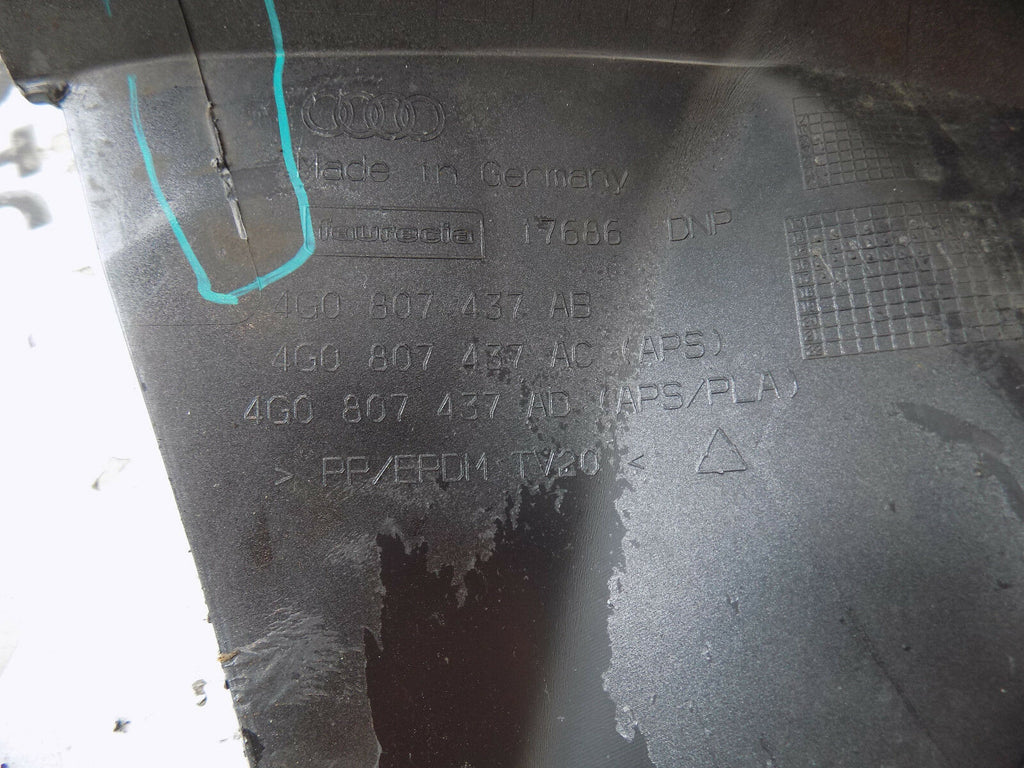 Made in Germany
faurecia 17686 DNP
4G0 807 437 AB
4G0 807 437 AC (APS)
4G0 807 437 AD (APS/PLA)
> PP/EPDM TV20 <